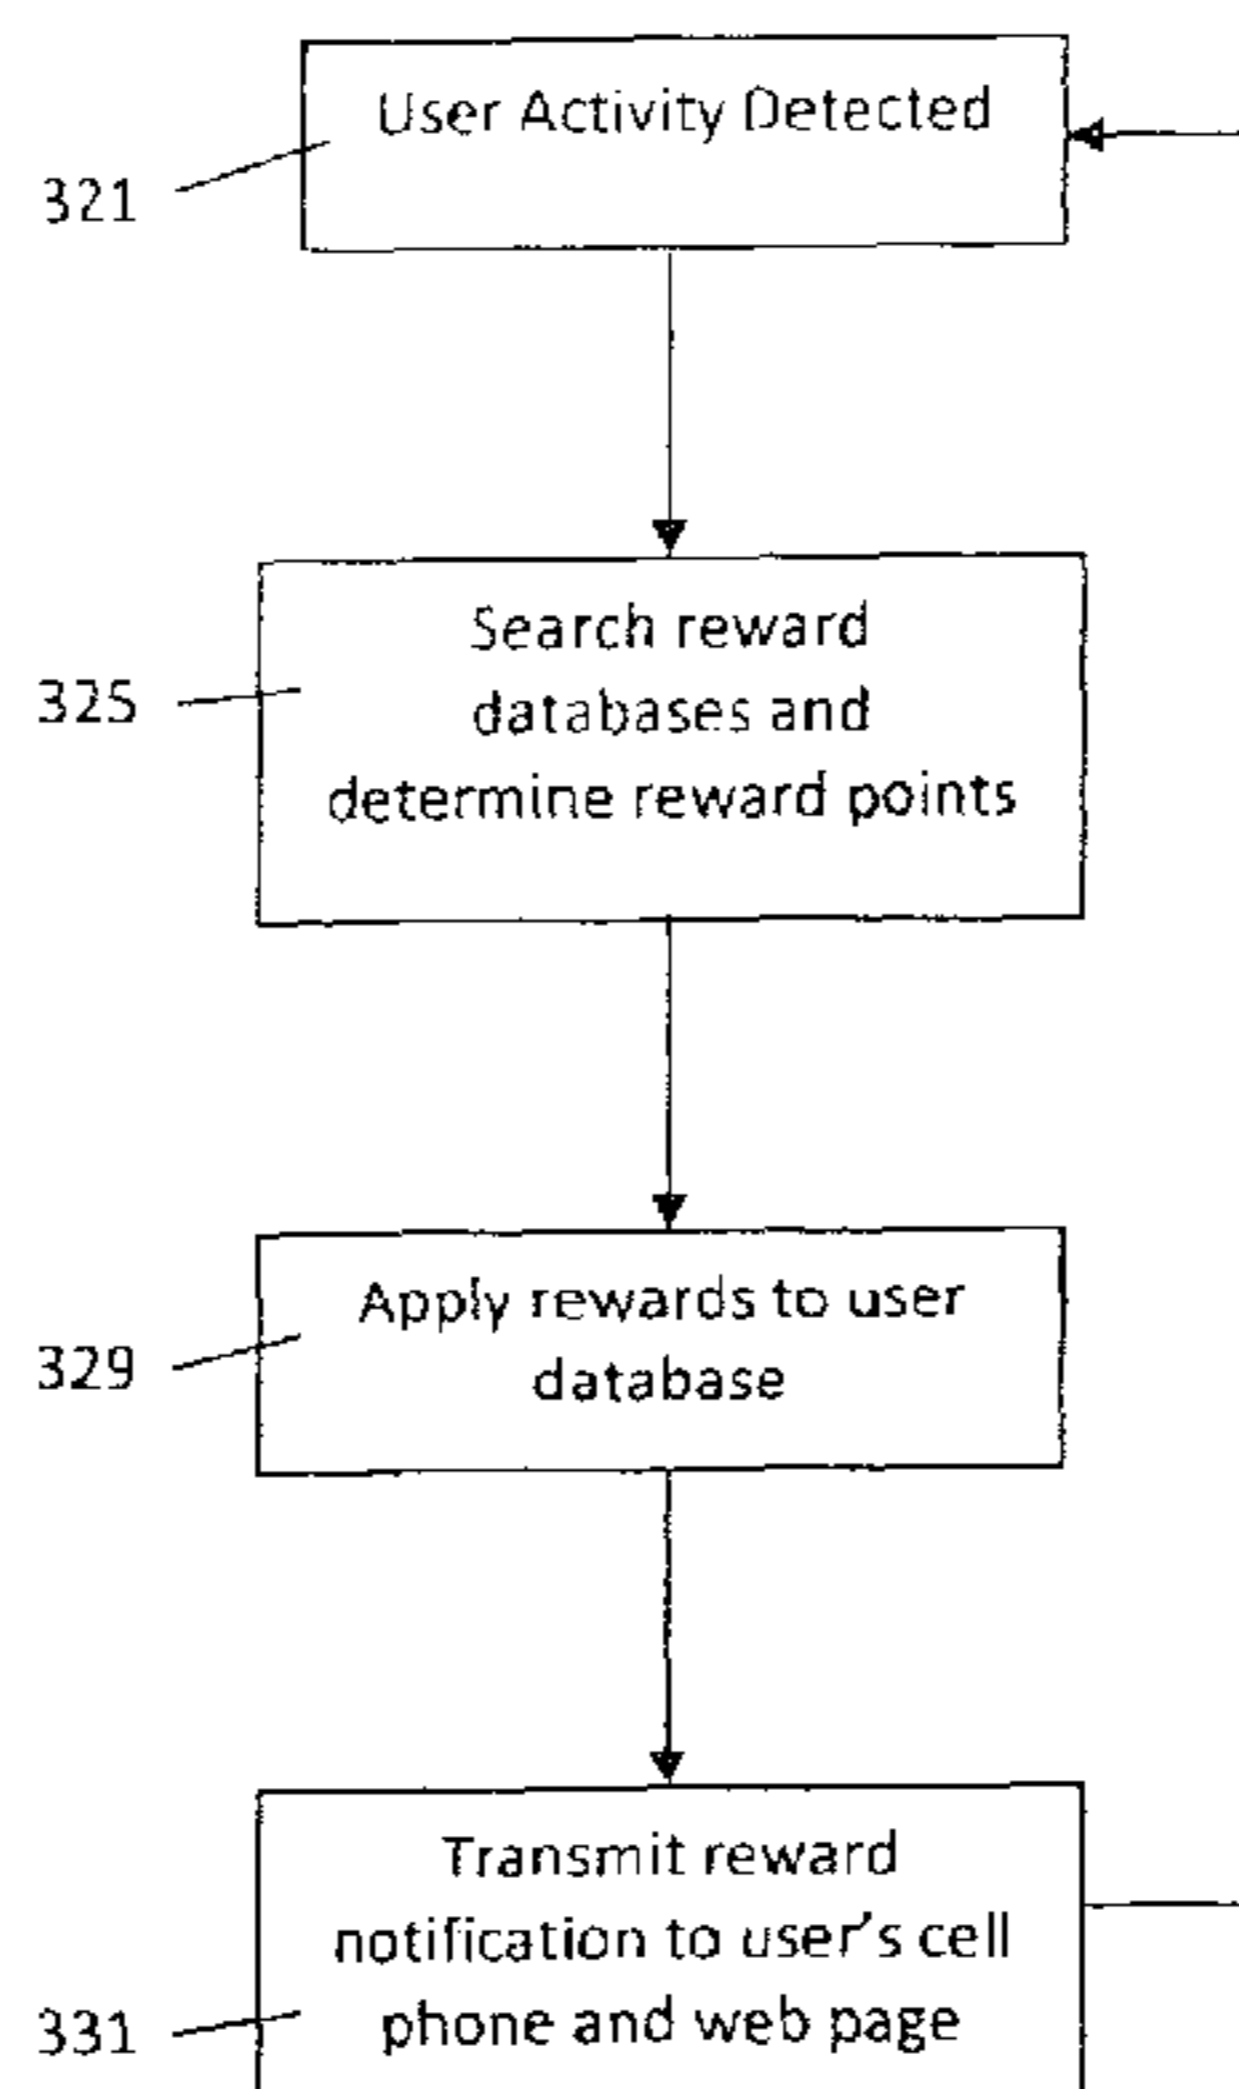 User Activity Detected
321
Search reward
databases and
determine reward points
325
Apply rewards to user
database
329
Transmit reward
notification to user's cell
phone and web page
331